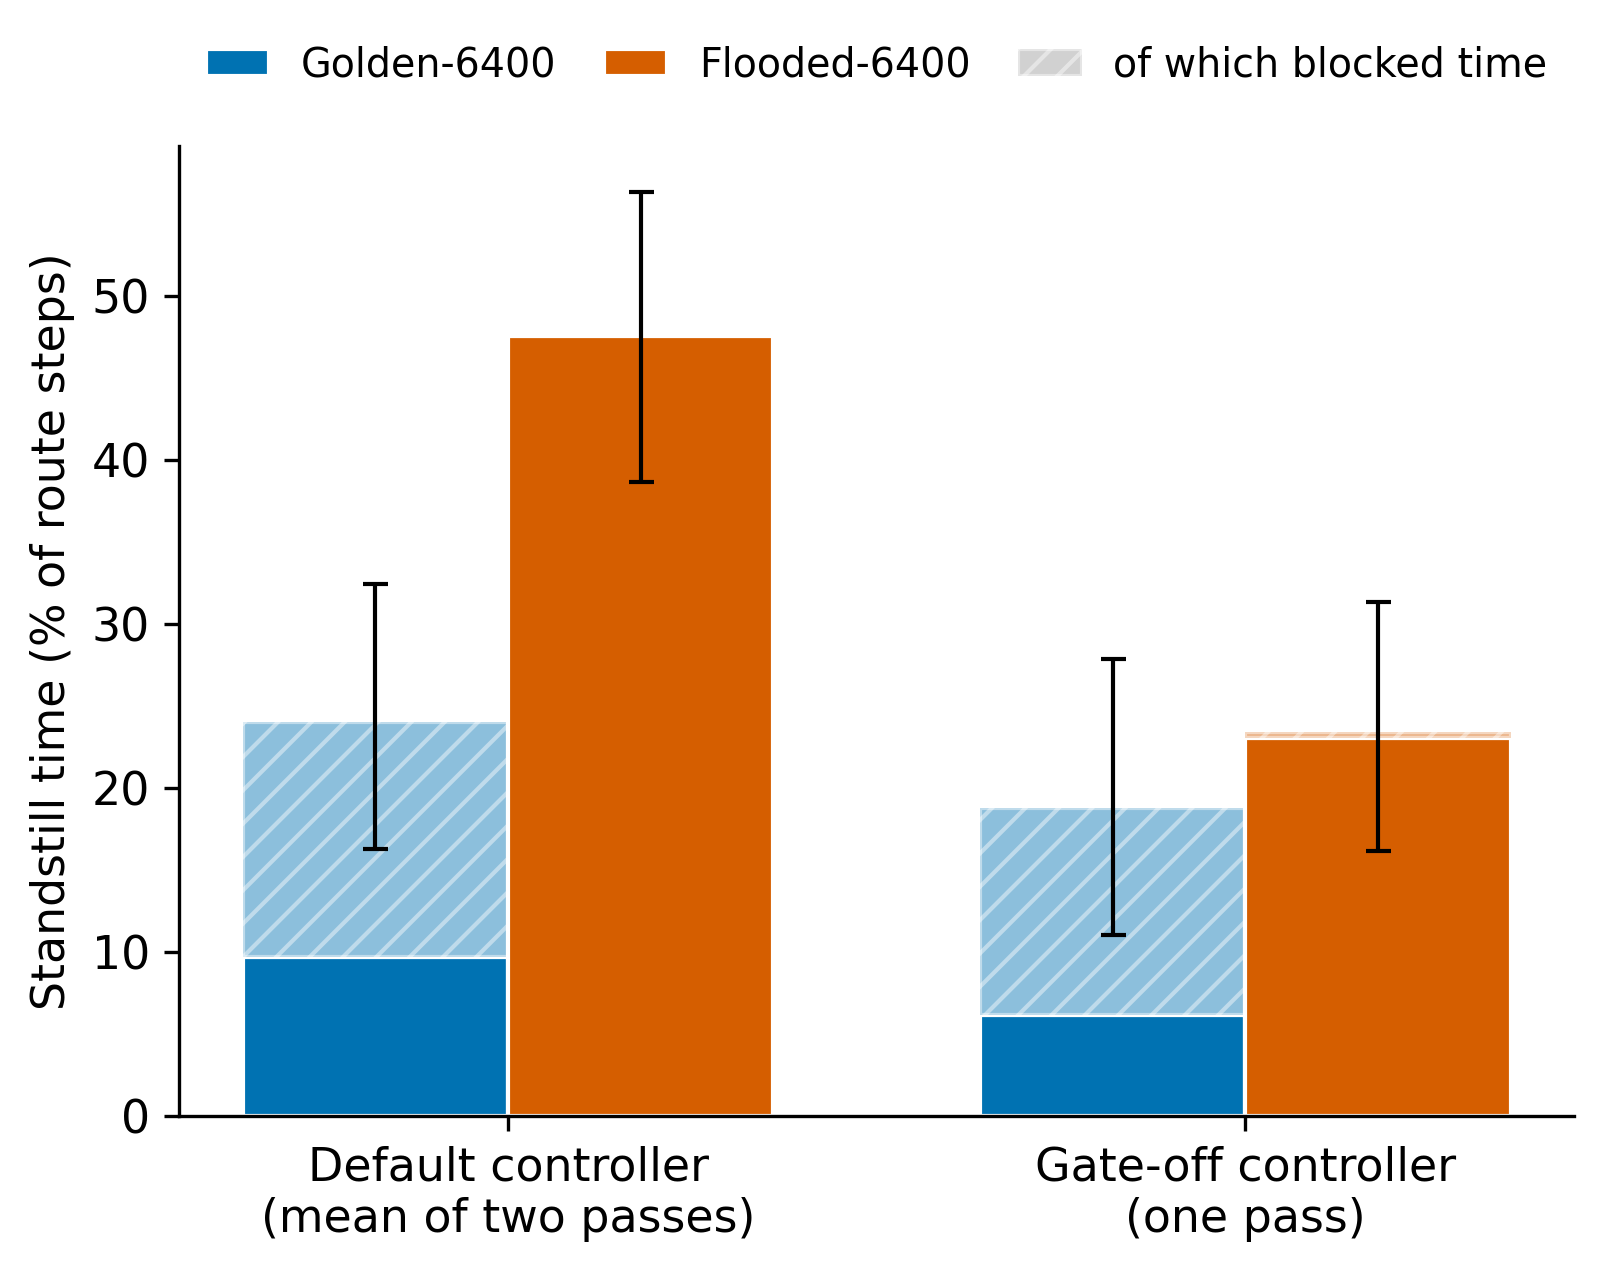 Golden-6400 Flooded-6400 of which blocked time
Standstill time (% of route steps)
50
40
30
20
10
0
Default controller
(mean of two passes)
Gate-off controller
(one pass)